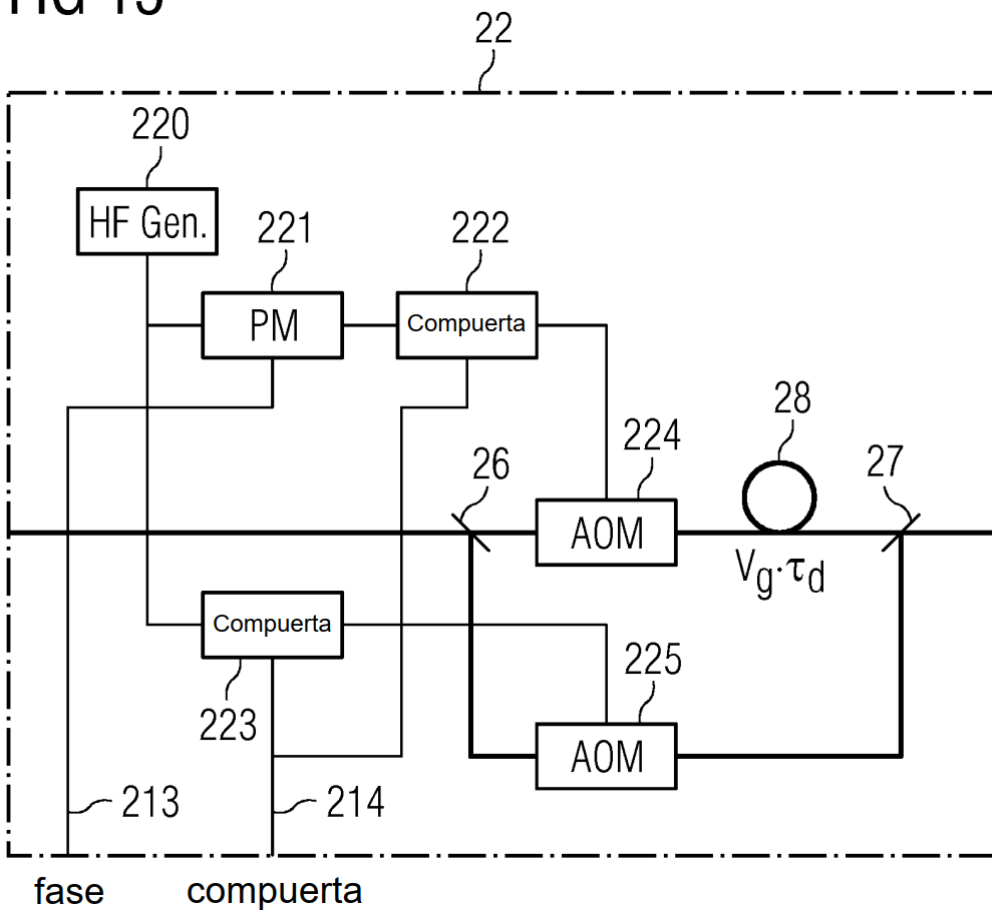 22
220
HF Gen.
221
222
PM
Compuerta
28
224
26
27
AOM
Vg·τd
Compuerta
225
223
AOM
213
214
fase
compuerta